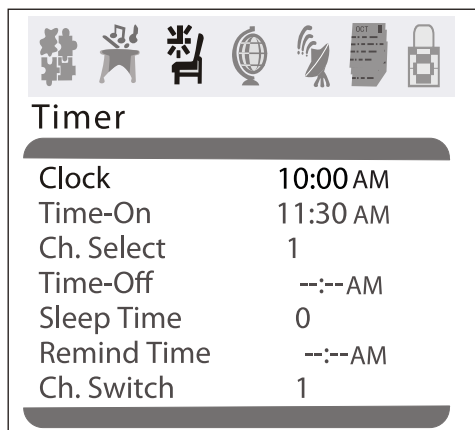 OCT
Timer
Clock 10:00 AM
Time-On 11:30 AM
Ch. Select 1
Time-Off --:-- AM
Sleep Time 0
Remind Time --:-- AM
Ch. Switch 1